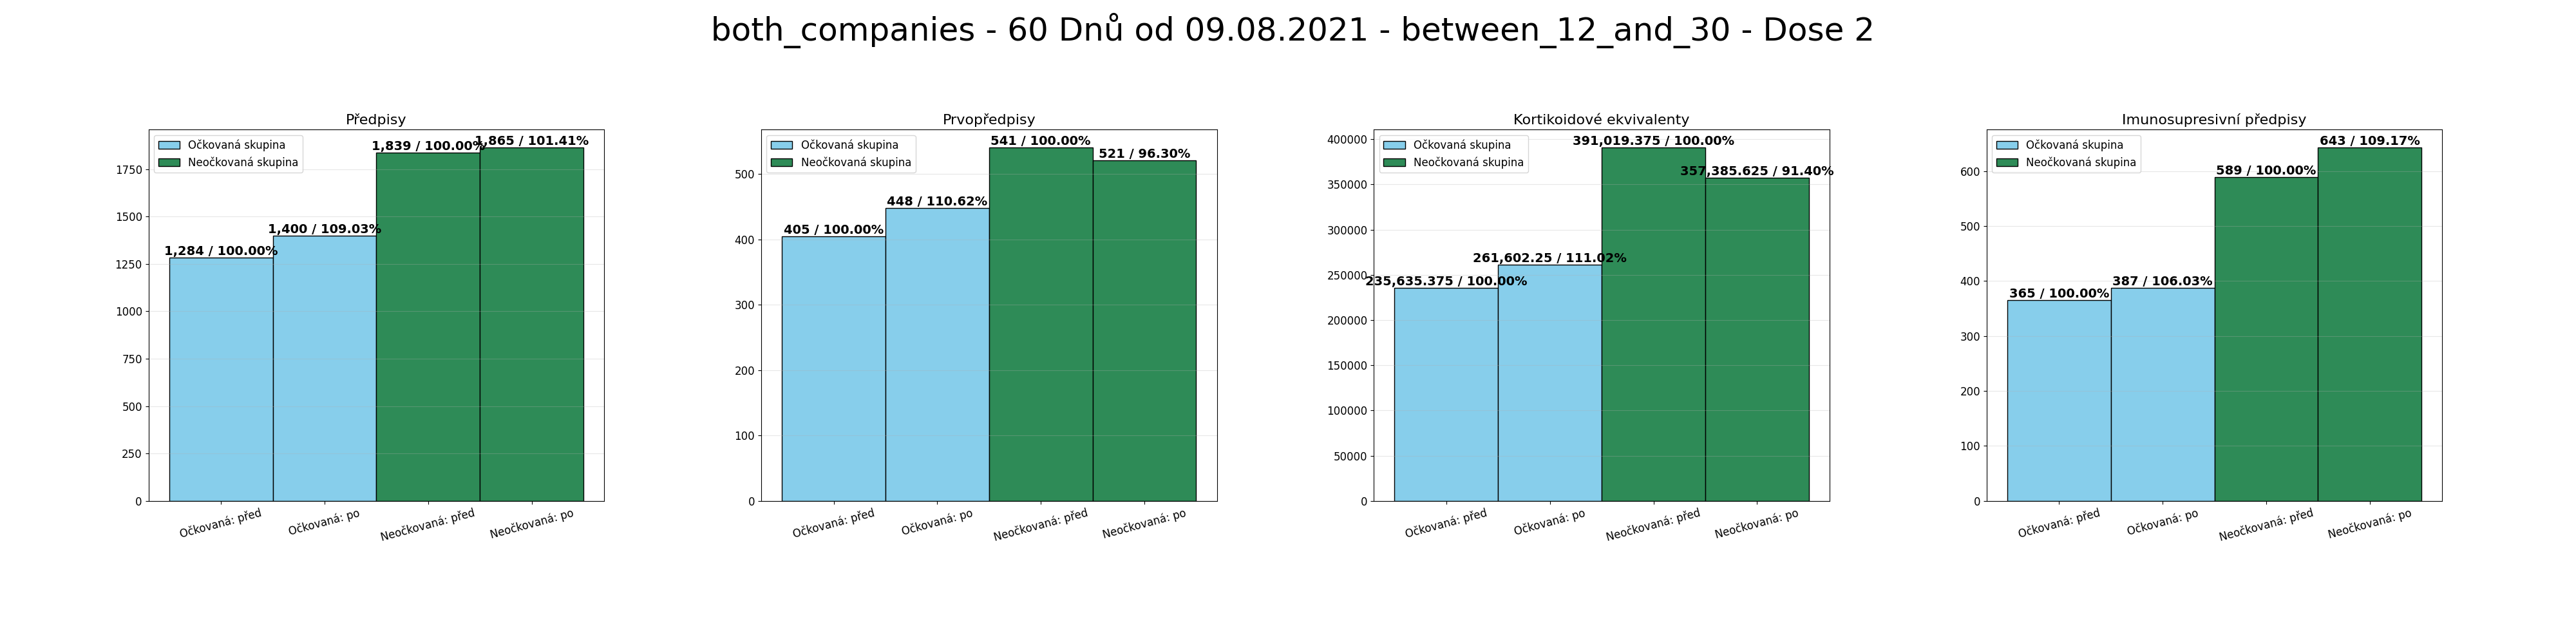 both_companies - 60 Dnů od 09.08.2021 - between_12_and_30 - Dose 2
Předpisy
Očkovaná skupina
Neočkovaná skupina
1,284 / 100.00%
1,400 / 109.03%
1,839 / 100.00%
1,865 / 101.41%
1750
1500
1250
1000
750
500
250
0
Očkovaná: před
Očkovaná: po
Neočkovaná: před
Neočkovaná: po
Prvopředpisy
Očkovaná skupina
Neočkovaná skupina
405 / 100.00%
448 / 110.62%
541 / 100.00%
521 / 96.30%
500
400
300
200
100
0
Očkovaná: před
Očkovaná: po
Neočkovaná: před
Neočkovaná: po
Kortikoidové ekvivalenty
Očkovaná skupina
Neočkovaná skupina
235,635.375 / 100.00%
261,602.25 / 111.02%
391,019.375 / 100.00%
357,385.625 / 91.40%
400000
350000
300000
250000
200000
150000
100000
50000
0
Očkovaná: před
Očkovaná: po
Neočkovaná: před
Neočkovaná: po
Imunosupresivní předpisy
Očkovaná skupina
Neočkovaná skupina
365 / 100.00%
387 / 106.03%
589 / 100.00%
643 / 109.17%
600
500
400
300
200
100
0
Očkovaná: před
Očkovaná: po
Neočkovaná: před
Neočkovaná: po